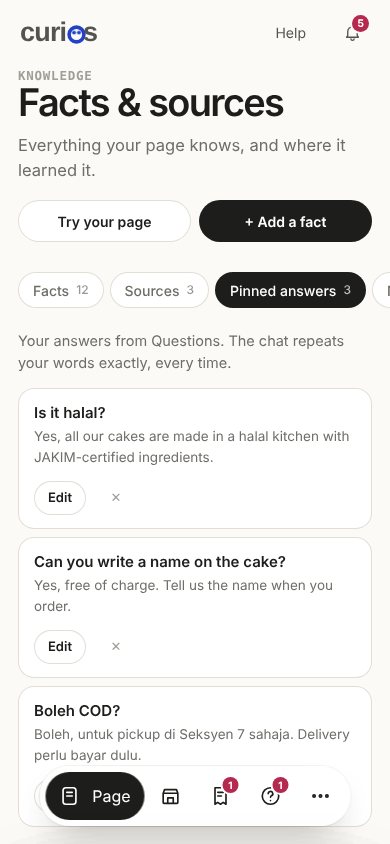 curios
Help
5
KNOWLEDGE
Facts & sources
Everything your page knows, and where it
learned it.
Try your page
+ Add a fact
Facts 12
Sources 3
Pinned answers 3
Your answers from Questions. The chat repeats
your words exactly, every time.
Is it halal?
Yes, all our cakes are made in a halal kitchen with
JAKIM-certified ingredients.
Edit ×
Can you write a name on the cake?
Yes, free of charge. Tell us the name when you
order.
Edit ×
Boleh COD?
Boleh, untuk pickup di Seksyen 7 sahaja. Delivery
perlu bayar dulu.
Page
1
1